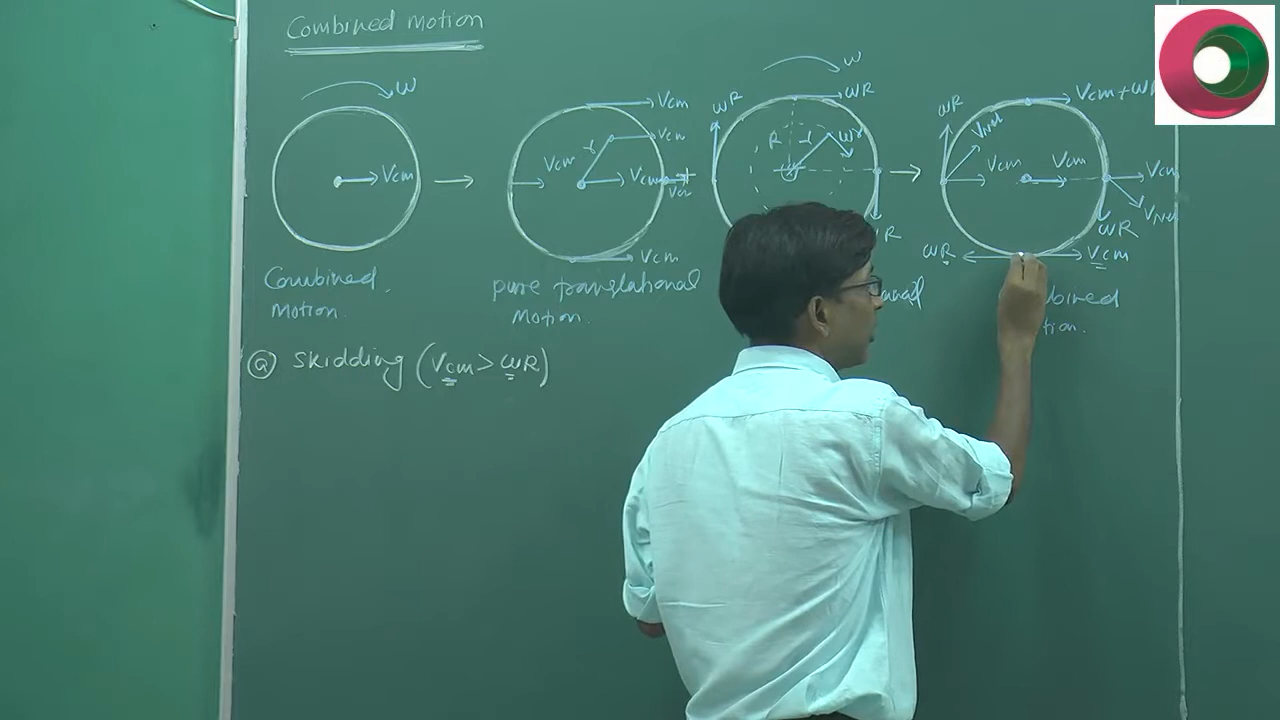 Combined motion
ω
Vcm
Combined
Motion.
Vcm
r
Vcm
Vcm
Vcm
Vcm
Vcm
pure translational
Motion.
+
ω
ωR
ωR
R
r
ωr
ωR
Vcm + ωR
ωR
VNet
Vcm
Vcm
Vcm
VNet
ωR
ωR
Vcm
(a) Skidding (Vcm > ωR)